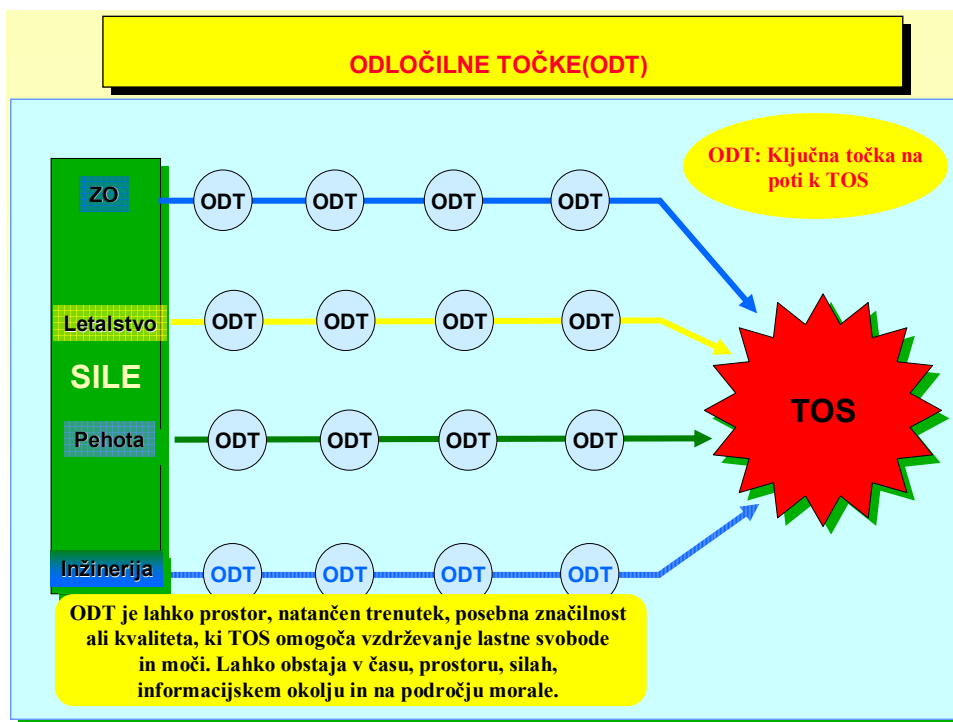 ODLOČILNE TOČKE(ODT)
ODT: Ključna točka na
poti k TOS
ZO
ODT ODT ODT ODT
Letalstvo
ODT ODT ODT ODT
SILE
TOS
Pehota
ODT ODT ODT ODT
Inžinerija
ODT ODT ODT ODT
ODT je lahko prostor, natančen trenutek, posebna značilnost
ali kvaliteta, ki TOS omogoča vzdrževanje lastne svobode
in moči. Lahko obstaja v času, prostoru, silah,
informacijskem okolju in na področju morale.